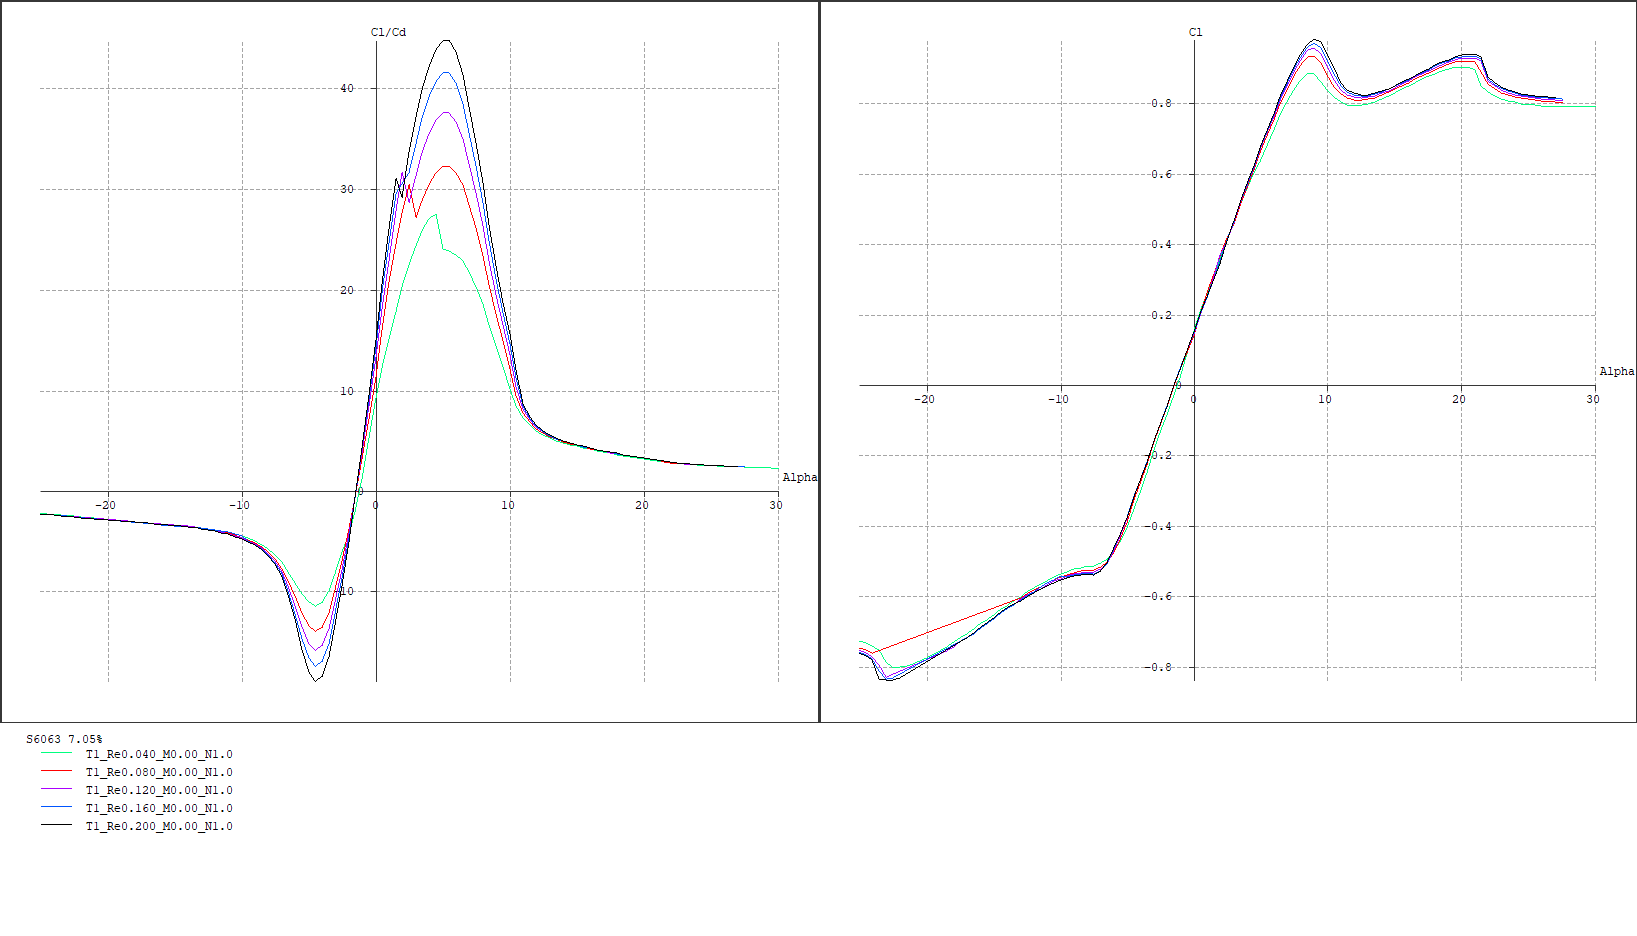 Cl/Cd
40
30
20
10
0
-10
-20
-10
0
10
20
30
Alpha
Cl
0.8
0.6
0.4
0.2
0
-0.2
-0.4
-0.6
-0.8
-20
-10
0
10
20
30
Alpha
S6063 7.05%
T1_Re0.040_M0.00_N1.0
T1_Re0.080_M0.00_N1.0
T1_Re0.120_M0.00_N1.0
T1_Re0.160_M0.00_N1.0
T1_Re0.200_M0.00_N1.0